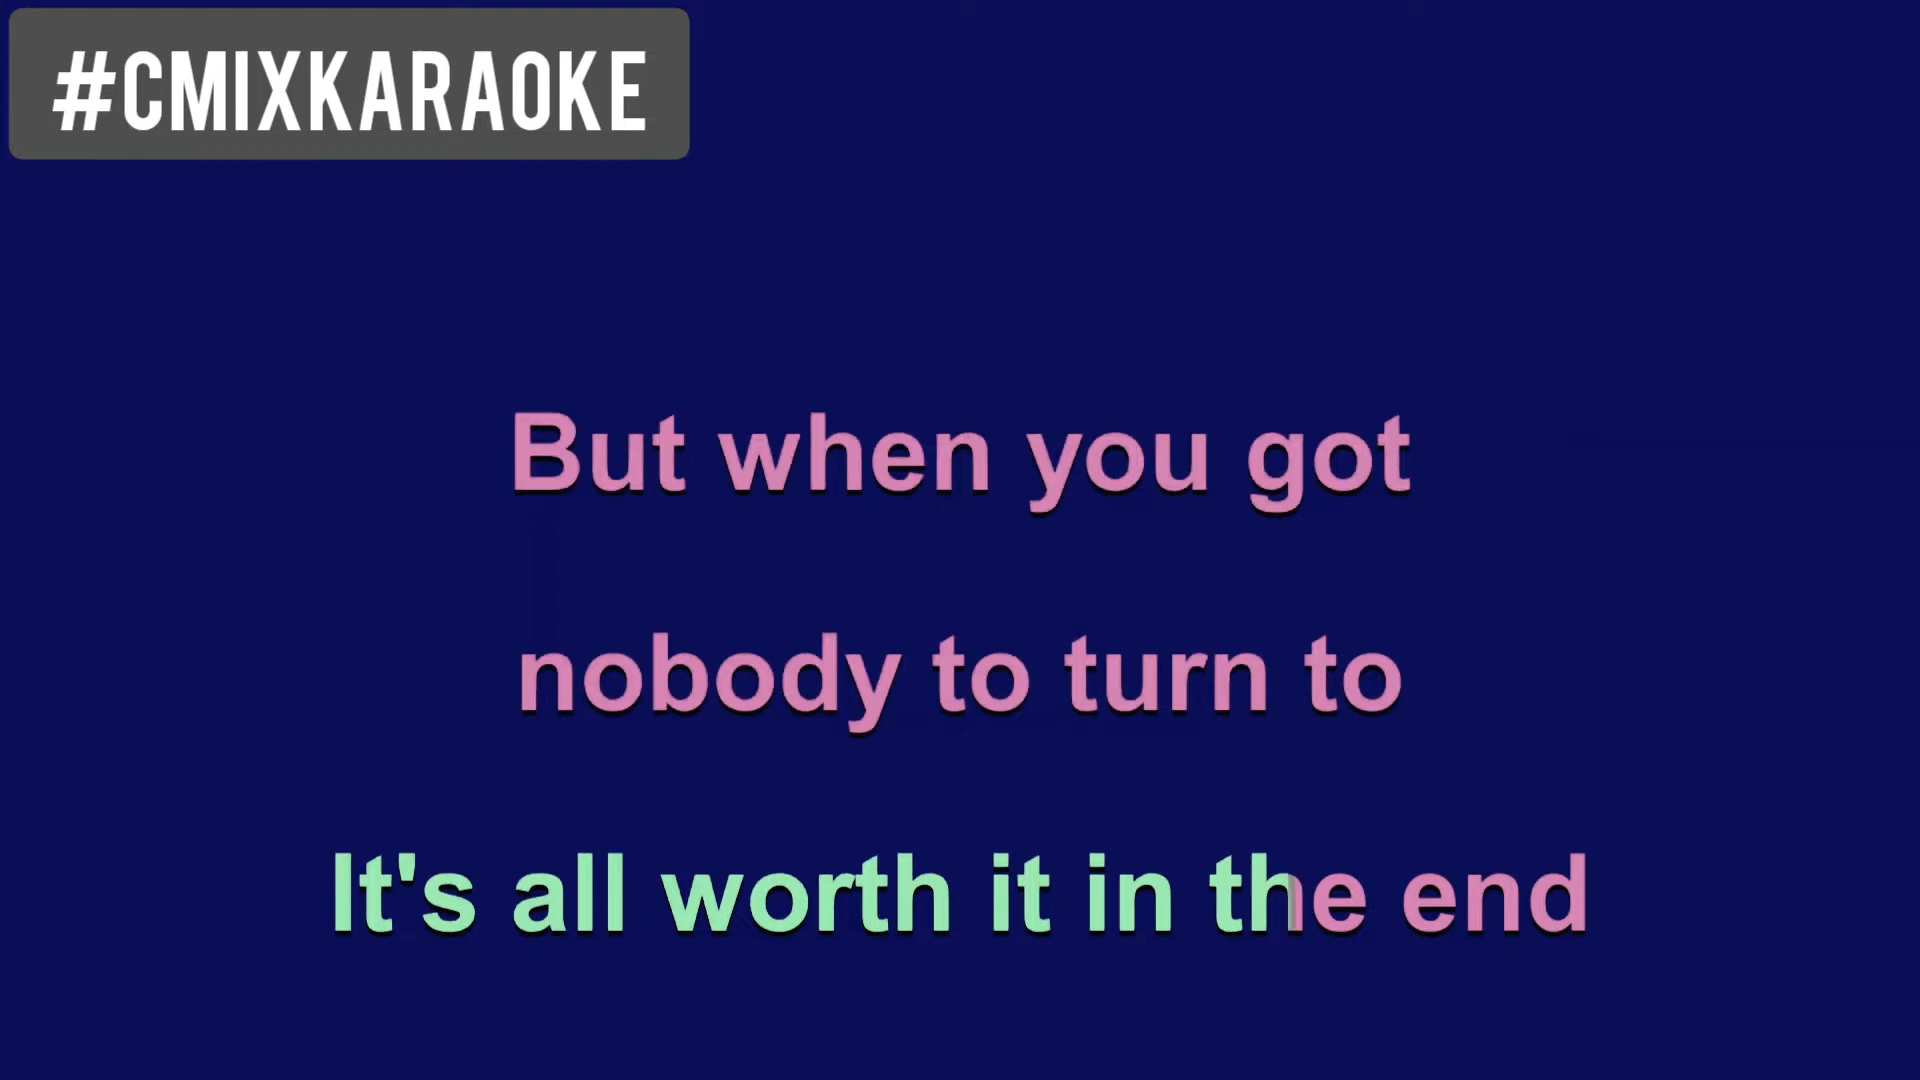 #CMIXKARAOKE
But when you got
nobody to turn to
It's all worth it in the end